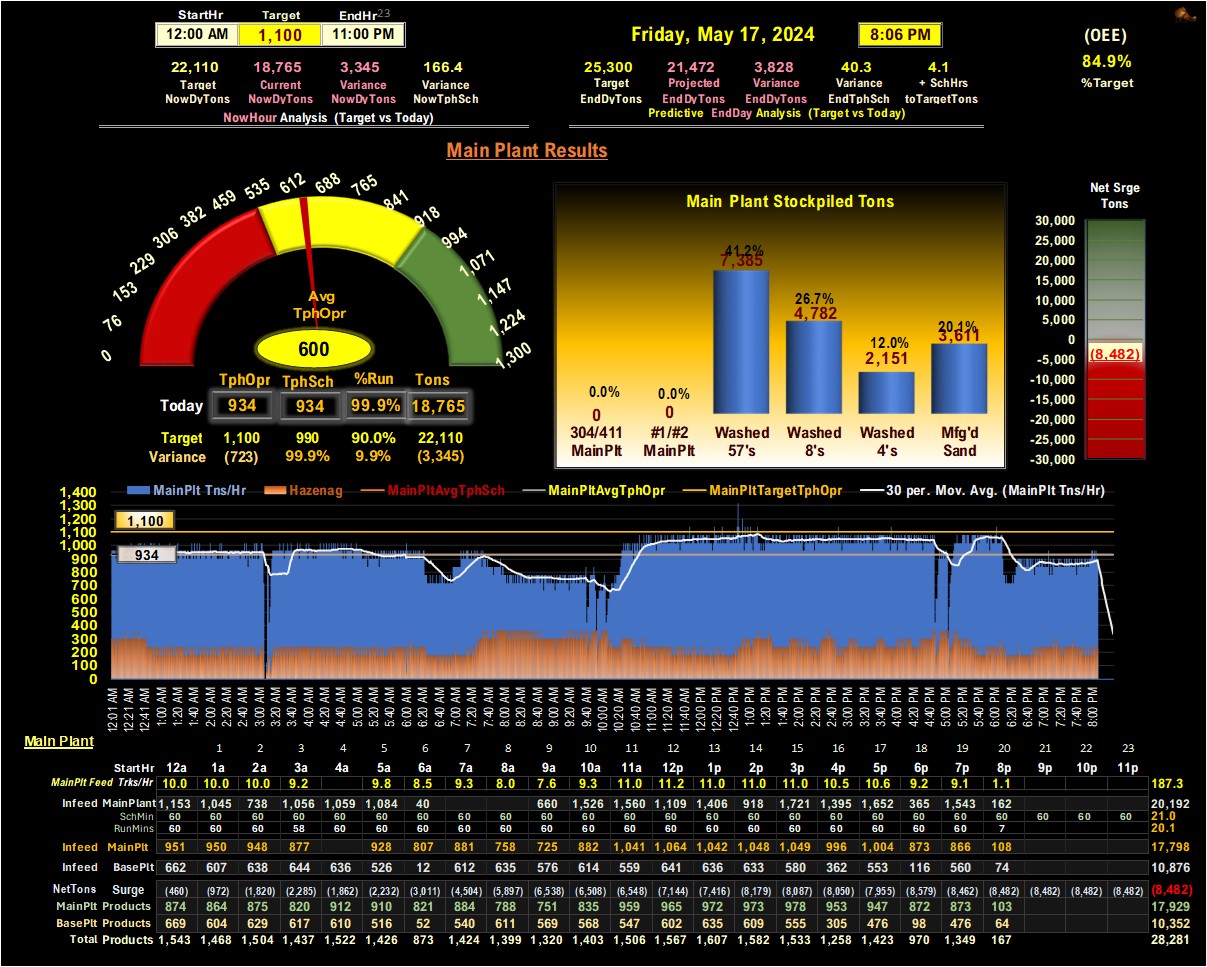 StartHr Target EndHr 23
12:00 AM 1,100 11:00 PM
Friday, May 17, 2024 8:06 PM
(OEE)
84.9%
%Target
22,110 18,765 3,345 166.4
Target Current Variance Variance
NowDyTons NowDyTons NowDyTons NowTphSch
NowHour Analysis (Target vs Today)
25,300 21,472 3,828 40.3 4.1
Target Projected Variance Variance + SchHrs
EndDyTons EndDyTons EndDyTons EndTphSch toTargetTons
Predictive EndDay Analysis (Target vs Today)
Main Plant Results
0 76 153 229 306 382 459 535 612 688 765 841 918 994 1,071 1,147 1,224 1,300
Avg
TphOpr
600
TphOpr TphSch %Run Tons
Today 934 934 99.9% 18,765
Target 1,100 990 90.0% 22,110
Variance (723) 99.9% 9.9% (3,345)
Main Plant Stockpiled Tons
0.0% 0.0% 41.2% 26.7% 12.0% 20.1%
0 0 7,385 4,782 2,151 3,611
304/411 #1/#2 Washed Washed Washed Mfg'd
MainPlt MainPlt 57's 8's 4's Sand
Net Srge
Tons
30,000
25,000
20,000
10,000
5,000
0
(8,482)
-5,000
-10,000
-15,000
-20,000
-25,000
-30,000
MainPlt Tns/Hr Hazenag MainPltAvgTphSch MainPltAvgTphOpr MainPltTargetTphOpr 30 per. Mov. Avg. (MainPlt Tns/Hr)
1,400
1,300
1,200
1,100
1,000
900
800
700
600
500
400
300
200
100
0
1,100
934
12:01 AM 12:21 AM 12:41 AM 1:00 AM 1:20 AM 1:40 AM 2:00 AM 2:20 AM 2:40 AM 3:00 AM 3:20 AM 3:40 AM 4:00 AM 4:20 AM 4:40 AM 5:00 AM 5:20 AM 5:40 AM 6:00 AM 6:20 AM 6:40 AM 7:00 AM 7:20 AM 7:40 AM 8:00 AM 8:20 AM 8:40 AM 9:00 AM 9:20 AM 9:40 AM 10:00 AM 10:20 AM 10:40 AM 11:00 AM 11:20 AM 11:40 AM 12:00 PM 12:20 PM 12:40 PM 1:00 PM 1:20 PM 1:40 PM 2:00 PM 2:20 PM 2:40 PM 3:00 PM 3:20 PM 3:40 PM 4:00 PM 4:20 PM 4:40 PM 5:00 PM 5:20 PM 5:40 PM 6:00 PM 6:20 PM 6:40 PM 7:00 PM 7:20 PM 7:40 PM 8:00 PM
Main Plant
1 2 3 4 5 6 7 8 9 10 11 12 13 14 15 16 17 18 19 20 21 22 23
StartHr 12a 1a 2a 3a 4a 5a 6a 7a 8a 9a 10a 11a 12p 1p 2p 3p 4p 5p 6p 7p 8p 9p 10p 11p
MainPlt Feed Trks/Hr 10.0 10.0 10.0 9.2 9.8 8.5 9.3 8.0 7.6 9.3 11.0 11.2 11.0 11.0 11.0 10.5 10.6 9.2 9.1 1.1 187.3
Infeed MainPlant 1,153 1,045 738 1,056 1,059 1,084 40 660 1,526 1,560 1,109 1,406 918 1,721 1,395 1,652 365 1,543 162 20,192
SchMin 60 60 60 60 60 60 60 60 60 60 60 60 60 60 60 60 60 60 60 60 60 60 60 60 21.0
RunMins 60 60 60 58 60 60 60 60 60 60 60 60 60 60 60 60 60 60 60 60 7 20.1
Infeed MainPlt 951 950 948 877 928 807 881 758 725 882 1,041 1,064 1,042 1,048 1,049 996 1,004 873 866 108 17,798
Infeed BasePlt 662 607 638 644 636 526 12 612 635 576 614 559 641 636 633 580 362 553 116 560 74 10,876
NetTons Surge (460) (972) (1,820) (2,285) (1,862) (2,232) (3,011) (4,504) (5,897) (6,538) (6,508) (6,548) (7,144) (7,416) (8,179) (8,087) (8,050) (7,955) (8,579) (8,462) (8,482) (8,482) (8,482) (8,482) (8,482)
MainPlt Products 874 864 875 820 912 910 821 884 788 751 835 959 965 972 973 978 953 947 872 873 103 17,929
BasePlt Products 669 604 629 617 610 516 52 540 611 569 568 547 602 635 609 555 305 476 98 476 64 10,352
Total Products 1,543 1,468 1,504 1,437 1,522 1,426 873 1,424 1,399 1,320 1,403 1,506 1,567 1,607 1,582 1,533 1,258 1,423 970 1,349 167 28,281